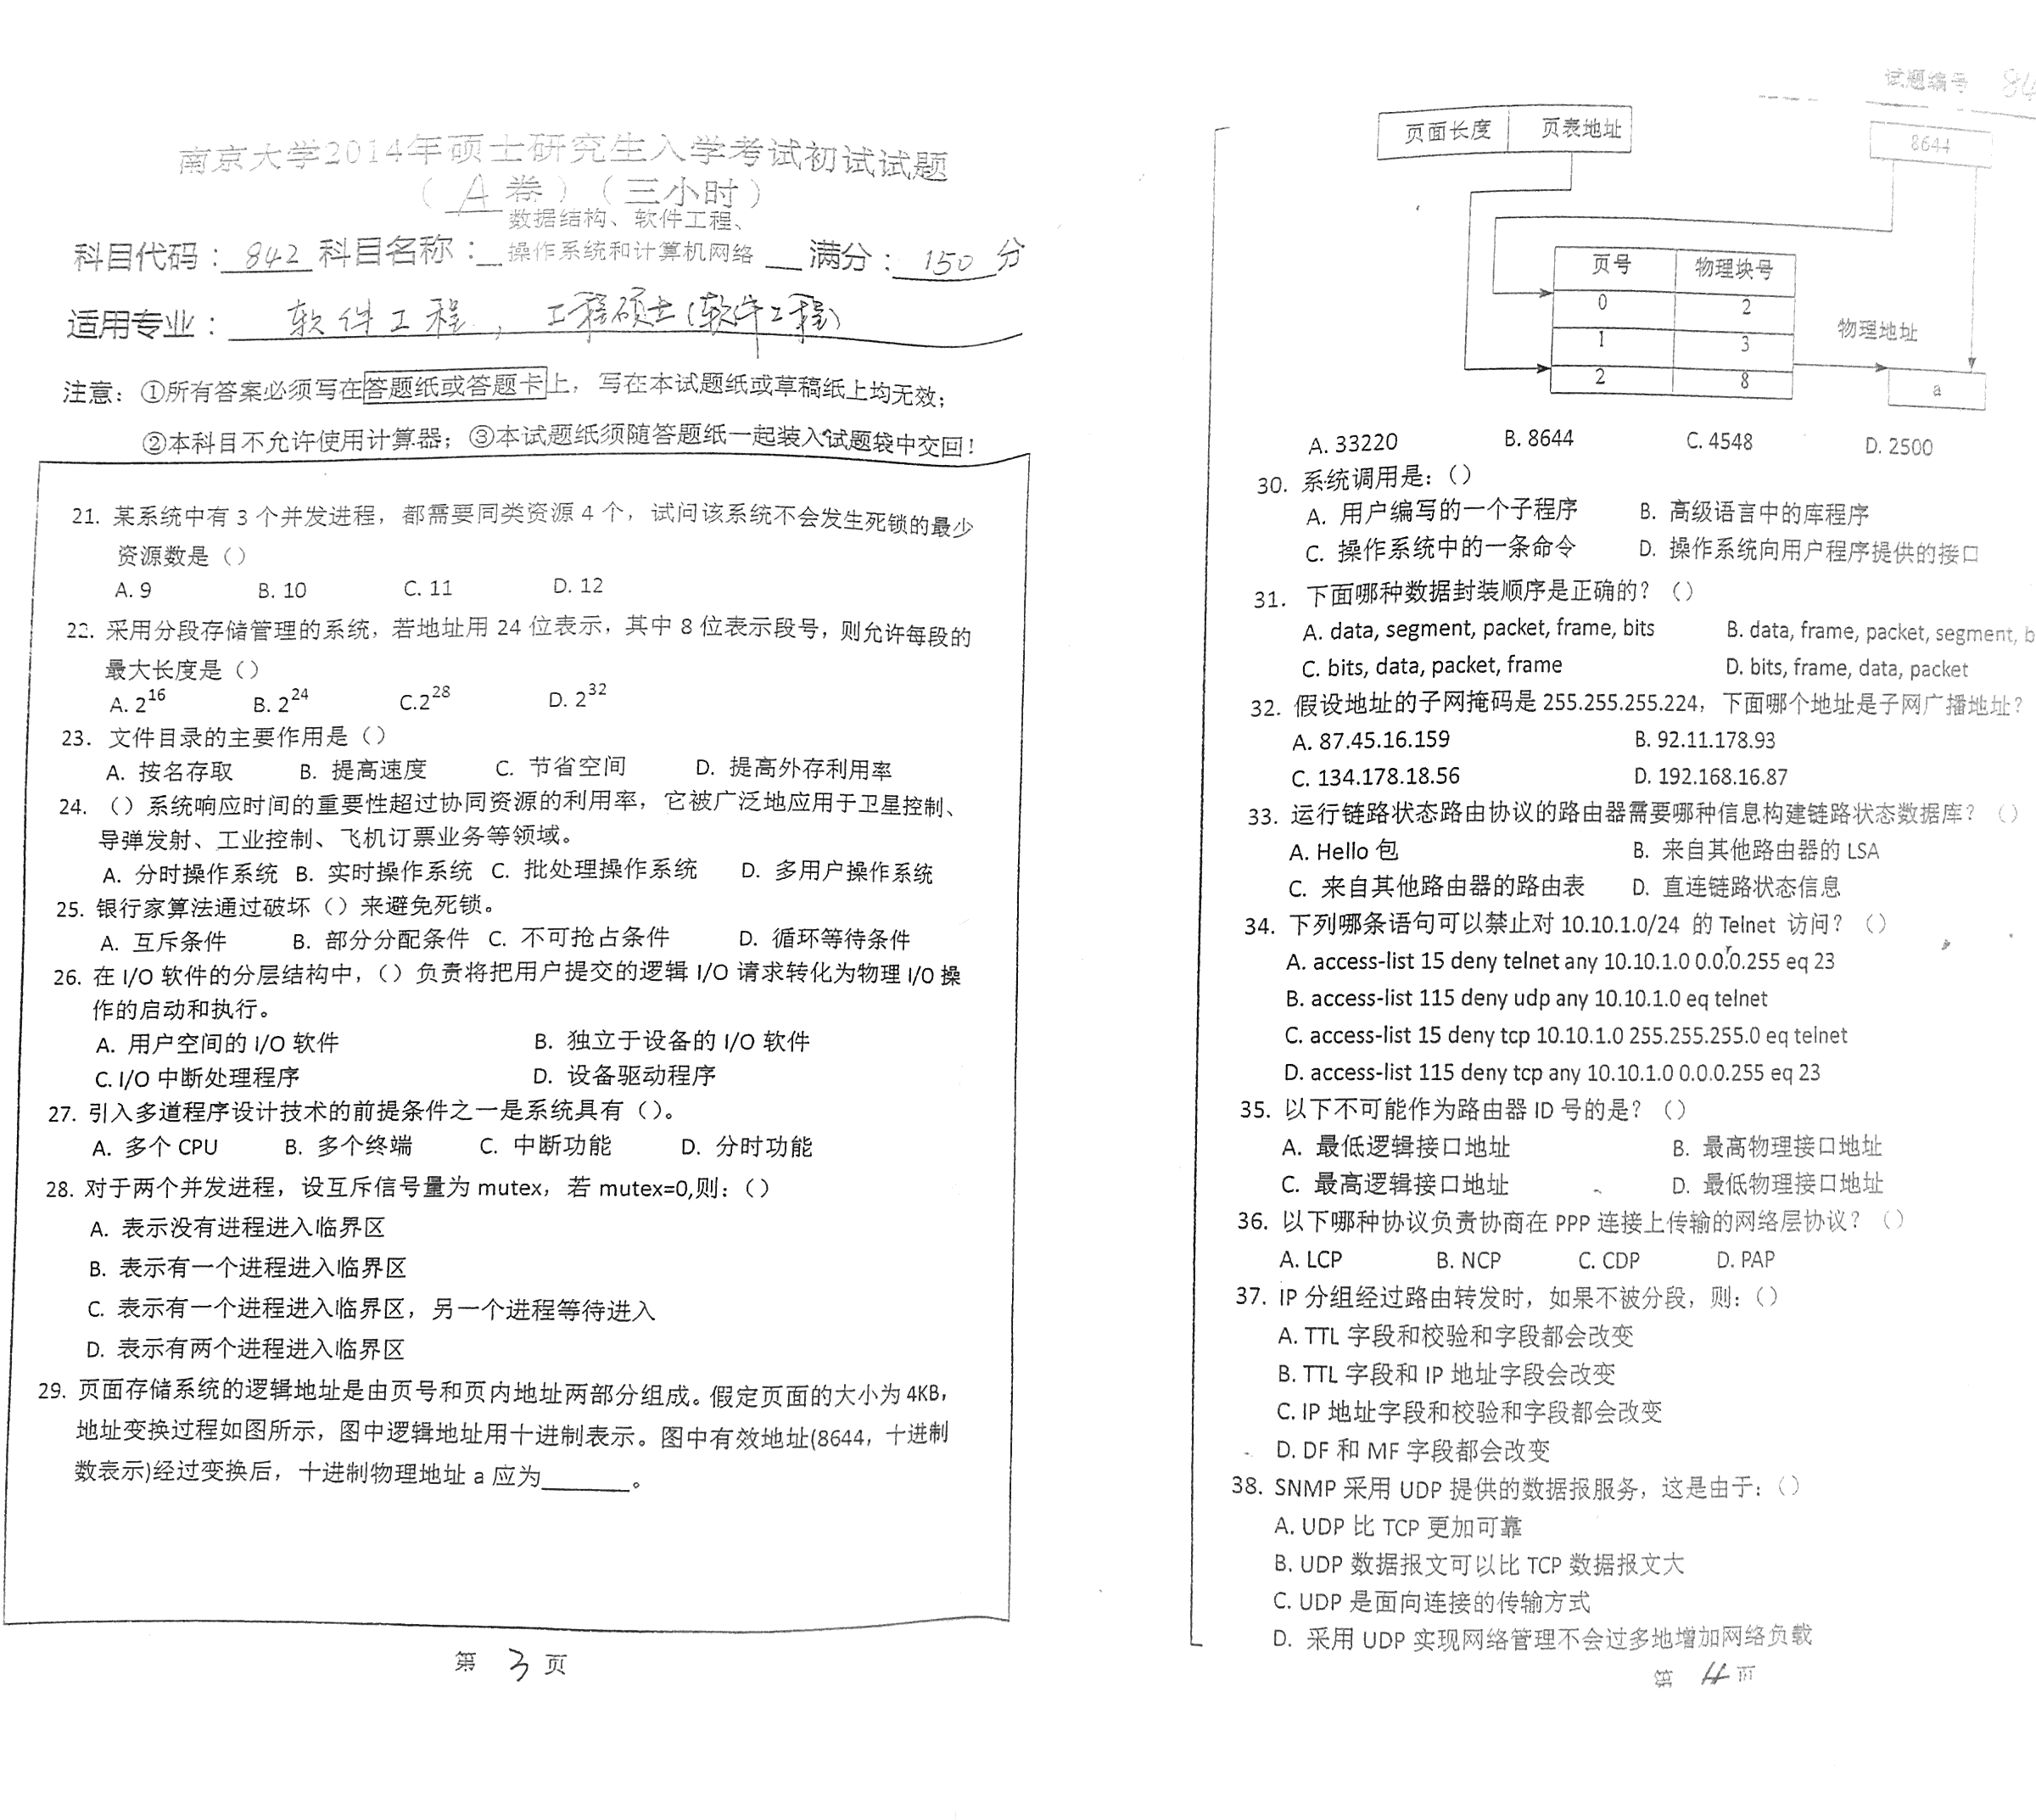 南京大学2014年硕士研究生入学考试初试试题
（ A 卷）（三小时）
数据结构、软件工程、
科目代码：842 科目名称：操作系统和计算机网络 满分：150 分
适用专业：软件工程，工程硕士(软件工程)
注意：①所有答案必须写在答题纸或答题卡上，写在本试题纸或草稿纸上均无效；
②本科目不允许使用计算器；③本试题纸须随答题纸一起装入试题袋中交回！
21. 某系统中有 3 个并发进程，都需要同类资源 4 个，试问该系统不会发生死锁的最少
资源数是（）
A. 9 B. 10 C. 11 D. 12
22. 采用分段存储管理的系统，若地址用 24 位表示，其中 8 位表示段号，则允许每段的
最大长度是（）
A. 2^16 B. 2^24 C.2^28 D. 2^32
23. 文件目录的主要作用是（）
A. 按名存取 B. 提高速度 C. 节省空间 D. 提高外存利用率
24. （）系统响应时间的重要性超过协同资源的利用率，它被广泛地应用于卫星控制、
导弹发射、工业控制、飞机订票业务等领域。
A. 分时操作系统 B. 实时操作系统 C. 批处理操作系统 D. 多用户操作系统
25. 银行家算法通过破坏（）来避免死锁。
A. 互斥条件 B. 部分分配条件 C. 不可抢占条件 D. 循环等待条件
26. 在 I/O 软件的分层结构中，（）负责将把用户提交的逻辑 I/O 请求转化为物理 I/O 操
作的启动和执行。
A. 用户空间的 I/O 软件 B. 独立于设备的 I/O 软件
C. I/O 中断处理程序 D. 设备驱动程序
27. 引入多道程序设计技术的前提条件之一是系统具有（）。
A. 多个 CPU B. 多个终端 C. 中断功能 D. 分时功能
28. 对于两个并发进程，设互斥信号量为 mutex，若 mutex=0,则：（）
A. 表示没有进程进入临界区
B. 表示有一个进程进入临界区
C. 表示有一个进程进入临界区，另一个进程等待进入
D. 表示有两个进程进入临界区
29. 页面存储系统的逻辑地址是由页号和页内地址两部分组成。假定页面的大小为 4KB，
地址变换过程如图所示，图中逻辑地址用十进制表示。图中有效地址(8644，十进制
数表示)经过变换后，十进制物理地址 a 应为______。
第 3 页
试题编号 84
页面长度 页表地址 8644
页号 物理块号
0 2
1 3
2 8
物理地址
a
A. 33220 B. 8644 C. 4548 D. 2500
30. 系统调用是：（）
A. 用户编写的一个子程序 B. 高级语言中的库程序
C. 操作系统中的一条命令 D. 操作系统向用户程序提供的接口
31. 下面哪种数据封装顺序是正确的？（）
A. data, segment, packet, frame, bits B. data, frame, packet, segment, b
C. bits, data, packet, frame D. bits, frame, data, packet
32. 假设地址的子网掩码是 255.255.255.224，下面哪个地址是子网广播地址？
A. 87.45.16.159 B. 92.11.178.93
C. 134.178.18.56 D. 192.168.16.87
33. 运行链路状态路由协议的路由器需要哪种信息构建链路状态数据库？（）
A. Hello 包 B. 来自其他路由器的 LSA
C. 来自其他路由器的路由表 D. 直连链路状态信息
34. 下列哪条语句可以禁止对 10.10.1.0/24 的 Telnet 访问？（）
A. access-list 15 deny telnet any 10.10.1.0 0.0.0.255 eq 23
B. access-list 115 deny udp any 10.10.1.0 eq telnet
C. access-list 15 deny tcp 10.10.1.0 255.255.255.0 eq telnet
D. access-list 115 deny tcp any 10.10.1.0 0.0.0.255 eq 23
35. 以下不可能作为路由器 ID 号的是？（）
A. 最低逻辑接口地址 B. 最高物理接口地址
C. 最高逻辑接口地址 D. 最低物理接口地址
36. 以下哪种协议负责协商在 PPP 连接上传输的网络层协议？（）
A. LCP B. NCP C. CDP D. PAP
37. IP 分组经过路由转发时，如果不被分段，则：（）
A. TTL 字段和校验和字段都会改变
B. TTL 字段和 IP 地址字段会改变
C. IP 地址字段和校验和字段都会改变
D. DF 和 MF 字段都会改变
38. SNMP 采用 UDP 提供的数据报服务，这是由于：（）
A. UDP 比 TCP 更加可靠
B. UDP 数据报文可以比 TCP 数据报文大
C. UDP 是面向连接的传输方式
D. 采用 UDP 实现网络管理不会过多地增加网络负载
第 4 页